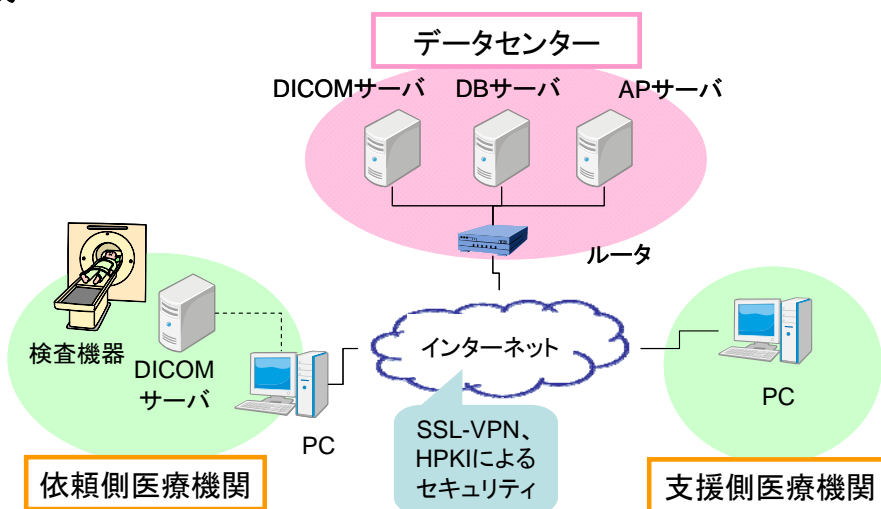 データセンター
DICOMサーバ
DBサーバ
APサーバ
ルータ
検査機器
DICOM
サーバ
PC
インターネット
PC
SSL-VPN、
HPKIによる
セキュリティ
依頼側医療機関
支援側医療機関